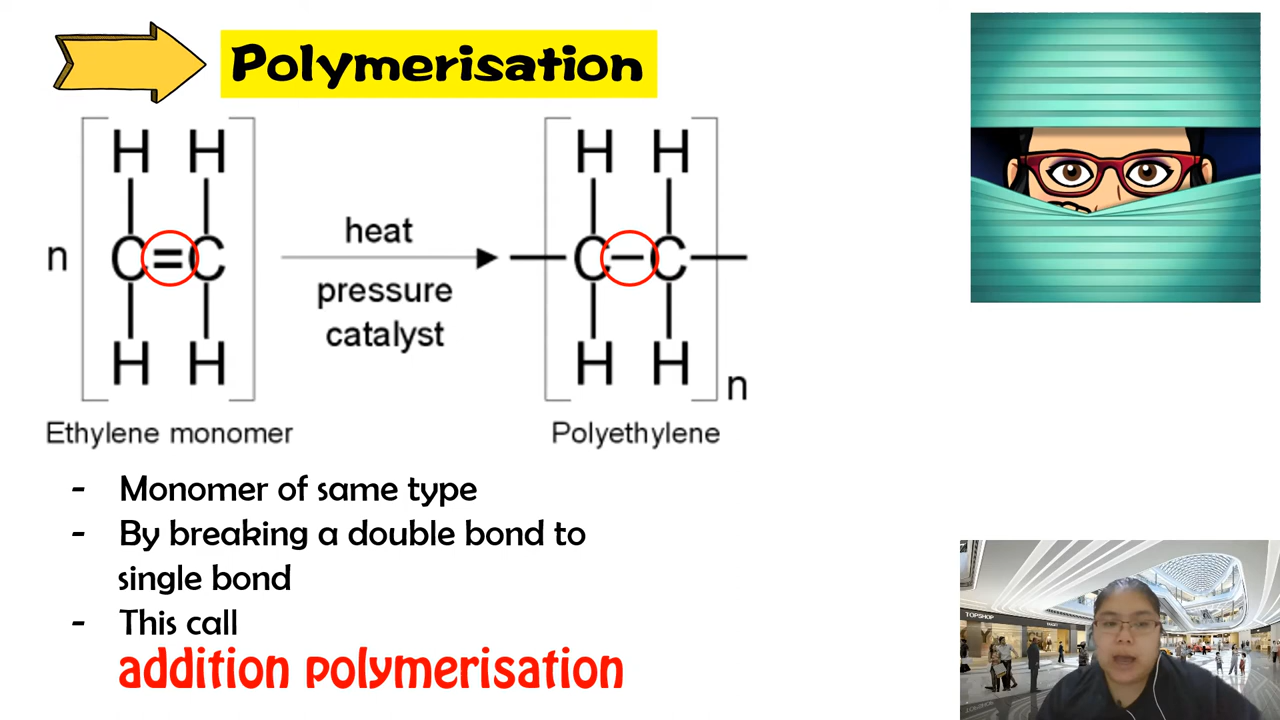 Polymerisation
H H
n C=C
H H
heat
pressure
catalyst
H H
C–C
H H
n
Ethylene monomer
Polyethylene
- Monomer of same type
- By breaking a double bond to
single bond
- This call
addition polymerisation
TOPSHOP